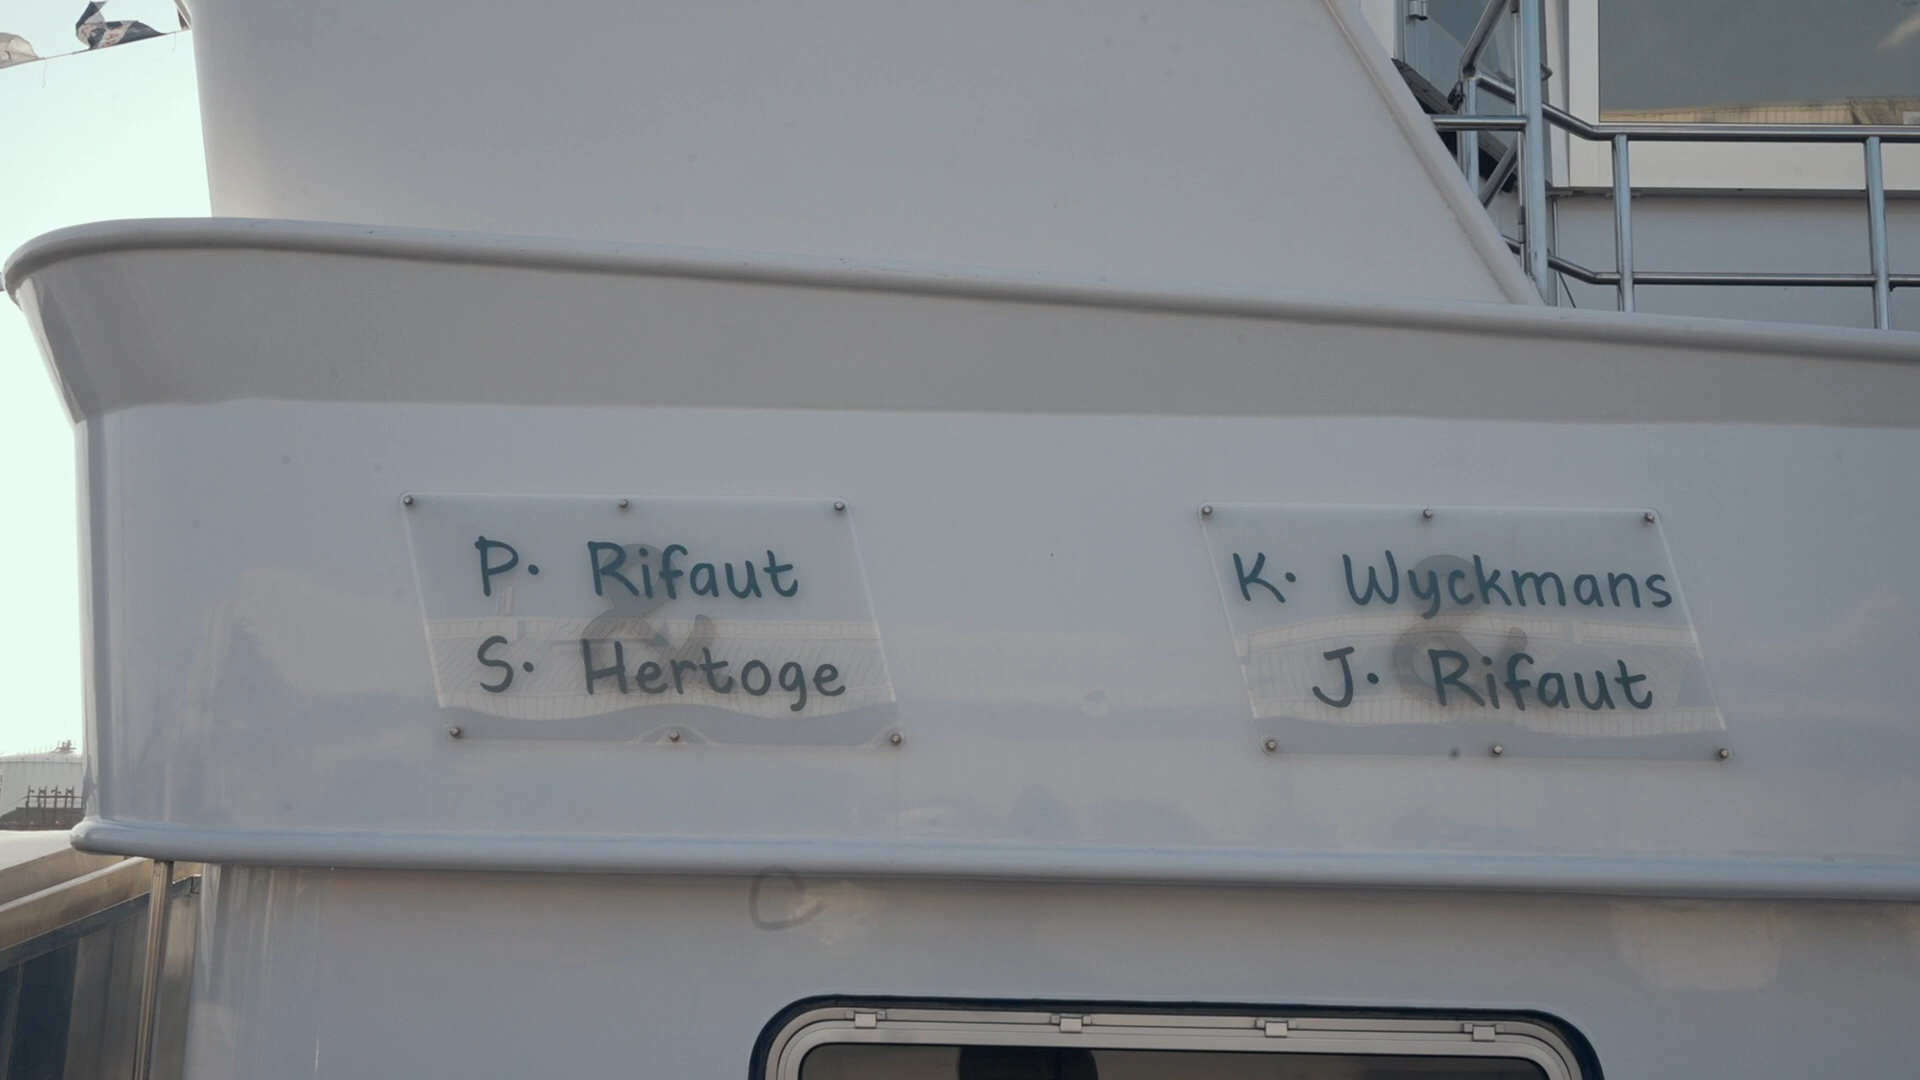 P. Rifaut
&
S. Hertoge
K. Wyckmans
&
J. Rifaut